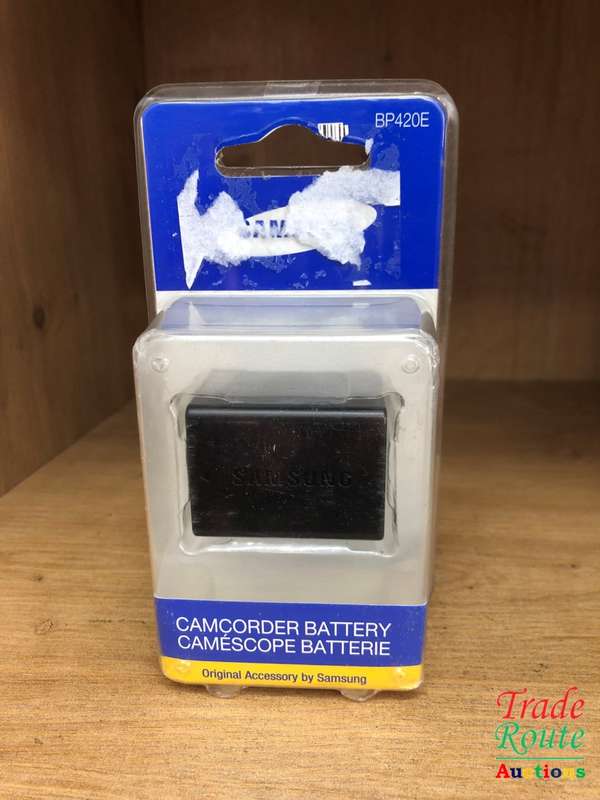 BP420E
SAMSUNG
CAMCORDER BATTERY
CAMÉSCOPE BATTERIE
Original Accessory by Samsung
Trade
Route
Auctions